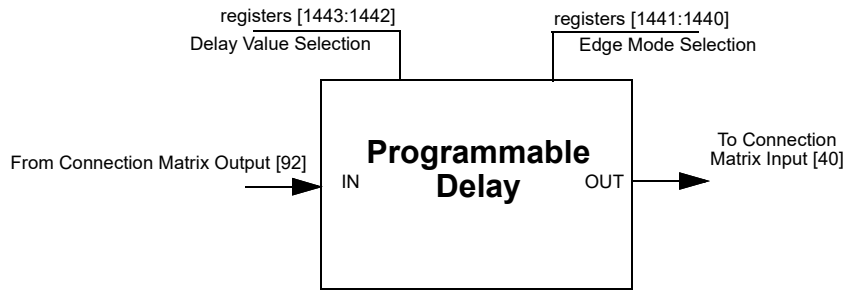 registers [1443:1442]
Delay Value Selection
registers [1441:1440]
Edge Mode Selection
From Connection Matrix Output [92]
IN
Programmable
Delay
OUT
To Connection
Matrix Input [40]